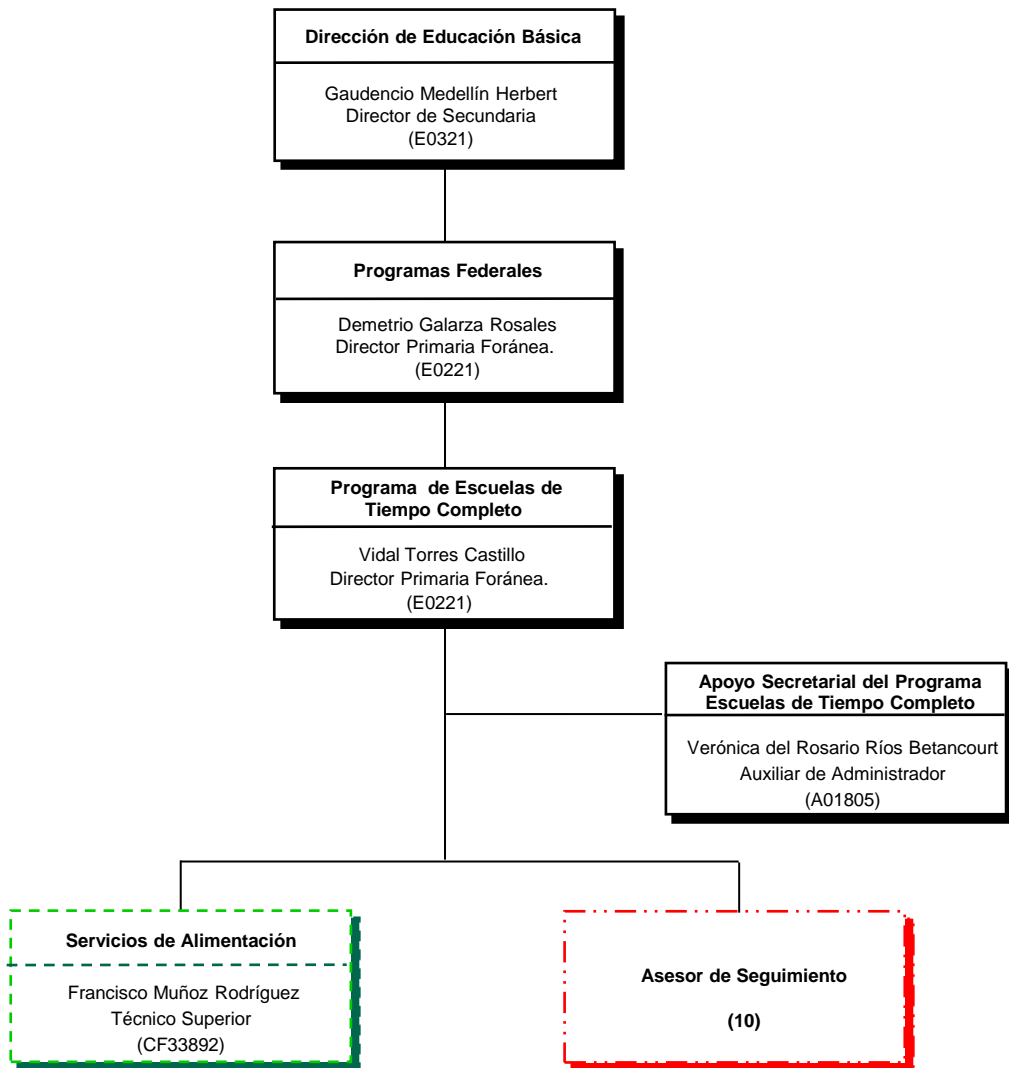 Dirección de Educación Básica
Gaudencio Medellín Herbert
Director de Secundaria
(E0321)
Programas Federales
Demetrio Galarza Rosales
Director Primaria Foránea.
(E0221)
Programa de Escuelas de
Tiempo Completo
Vidal Torres Castillo
Director Primaria Foránea.
(E0221)
Apoyo Secretarial del Programa
Escuelas de Tiempo Completo
Verónica del Rosario Ríos Betancourt
Auxiliar de Administrador
(A01805)
Servicios de Alimentación
Francisco Muñoz Rodríguez
Técnico Superior
(CF33892)
Asesor de Seguimiento
(10)